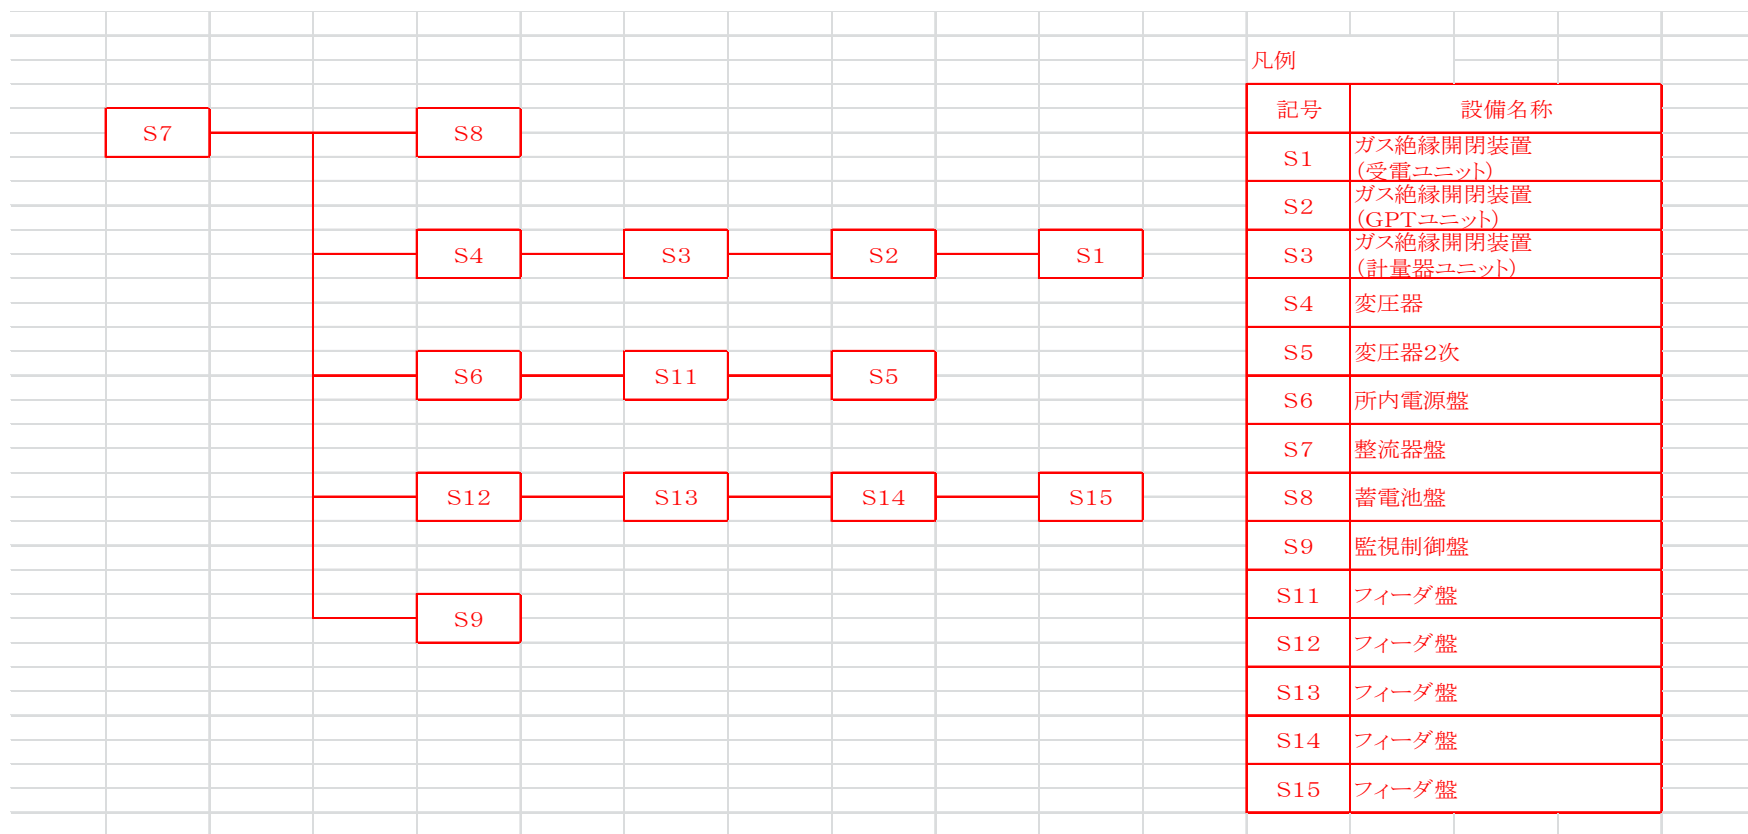 凡例
記号 設備名称
S7 S8
S1 ガス絶縁開閉装置
(受電ユニット)
S2 ガス絶縁開閉装置
(GPTユニット)
S4 S3 S2 S1
S3 ガス絶縁開閉装置
(計量器ユニット)
S4 変圧器
S5 変圧器2次
S6 S11 S5
S6 所内電源盤
S7 整流器盤
S12 S13 S14 S15
S8 蓄電池盤
S9 監視制御盤
S9
S11 フィーダ盤
S12 フィーダ盤
S13 フィーダ盤
S14 フィーダ盤
S15 フィーダ盤